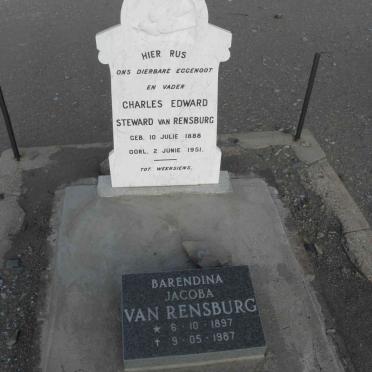 HIER RUS
ONS DIERBARE EGGENOOT
EN VADER
CHARLES EDWARD
STEWARD VAN RENSBURG
GEB. 10 JULIE 1888
OORL. 2 JUNIE 1951.
TOT WEERSIENS.
BARENDINA
JACOBA
VAN RENSBURG
* 6-10-1897
† 9-05-1987